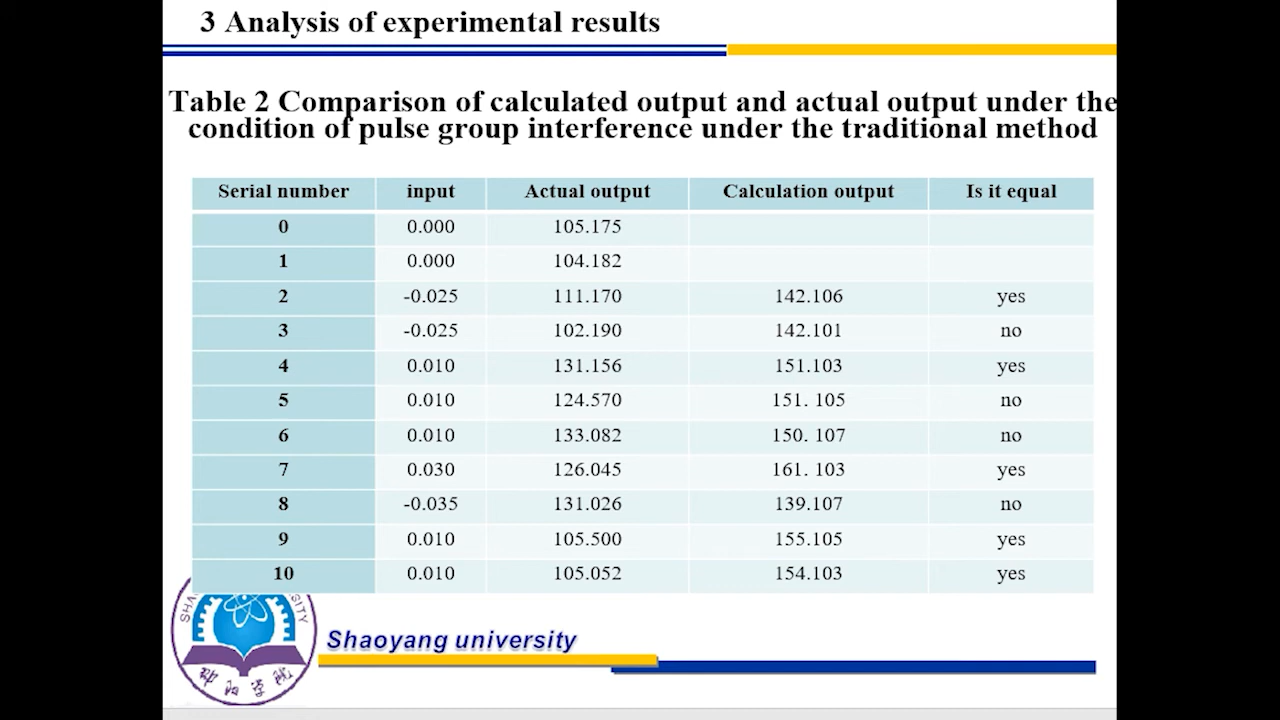 3 Analysis of experimental results
Table 2 Comparison of calculated output and actual output under the
condition of pulse group interference under the traditional method
Serial number input Actual output Calculation output Is it equal
0 0.000 105.175
1 0.000 104.182
2 -0.025 111.170 142.106 yes
3 -0.025 102.190 142.101 no
4 0.010 131.156 151.103 yes
5 0.010 124.570 151. 105 no
6 0.010 133.082 150. 107 no
7 0.030 126.045 161. 103 yes
8 -0.035 131.026 139.107 no
9 0.010 105.500 155.105 yes
10 0.010 105.052 154.103 yes
Shaoyang university
邵阳学院